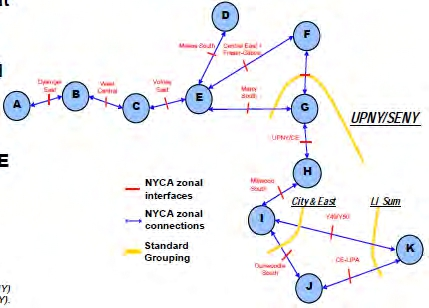 D
Moses South
Central East +
Fraser-Gilboa
F
Dysinger
East
West
Central
Volney
East
A
B
C
E
Marcy
South
G
UPNY/SENY
UPNY/CE
E
H
NYCA zonal
interfaces
Millwood
South
City & East
LI Sum
NYCA zonal
connections
I
Y49/Y50
K
Standard
Grouping
Dunwoodie
South
CE-LIPA
J
Y)
Y).